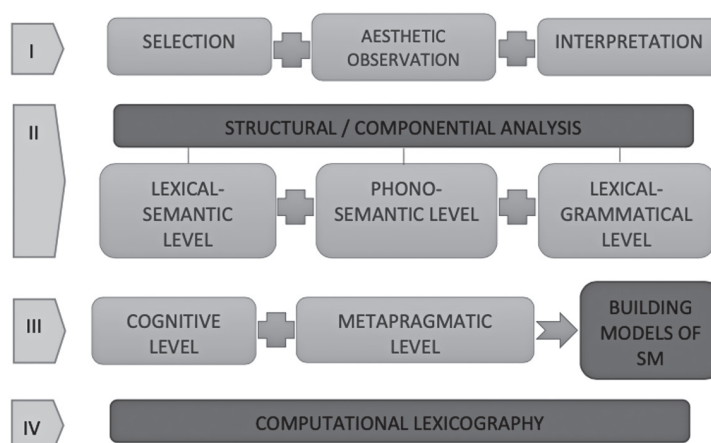 I
SELECTION
AESTHETIC
OBSERVATION
INTERPRETATION
II
STRUCTURAL / COMPONENTIAL ANALYSIS
LEXICAL-
SEMANTIC
LEVEL
PHONO-
SEMANTIC LEVEL
LEXICAL-
GRAMMATICAL
LEVEL
III
COGNITIVE
LEVEL
METAPRAGMATIC
LEVEL
BUILDING
MODELS OF
SM
IV
COMPUTATIONAL LEXICOGRAPHY